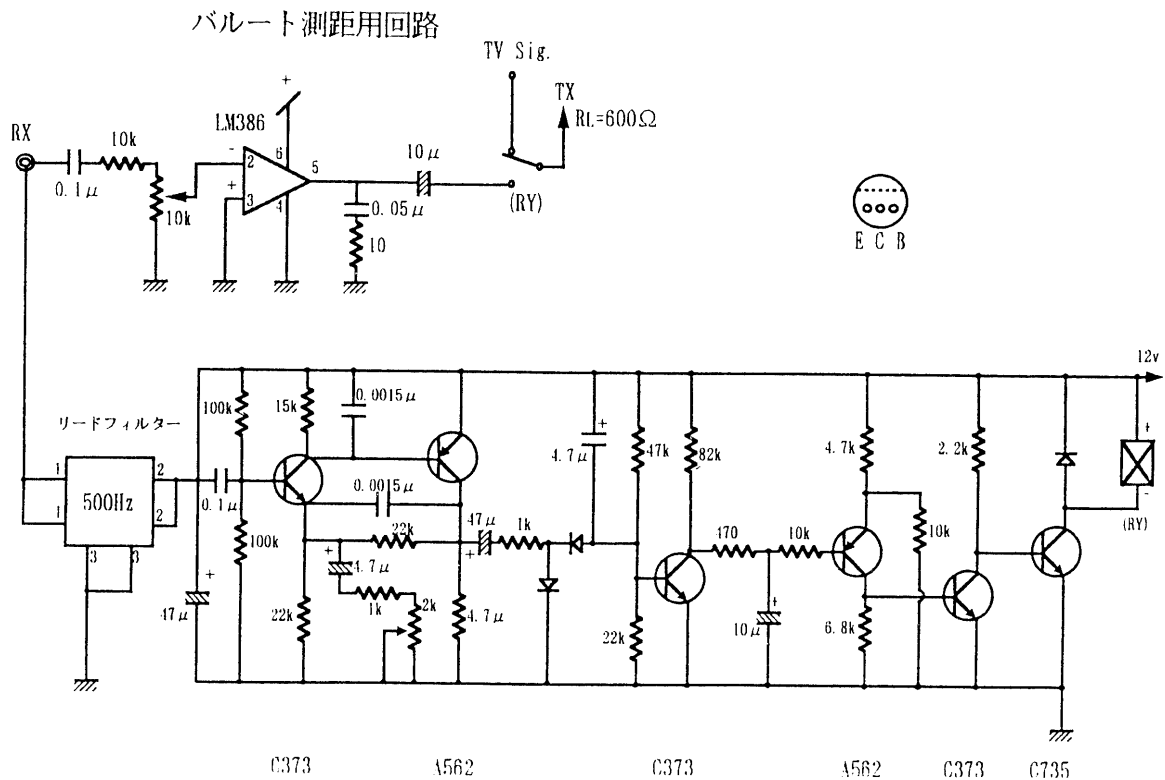 バルート測距用回路
TV Sig.
TX
RL=600Ω
+
LM386
RX
10k
0.1μ
10k
-
2
+
3
6
4
5
10μ
0.05μ
10
(RY)
E C B
12v
リードフィルター
1
1
500Hz
2
2
3
3
0.1μ
+
47μ
100k
100k
15k
0.0015μ
0.0015μ
22k
22k
+
4.7μ
1k
2k
4.7μ
47μ
+
1k
+
4.7μ
47k
22k
82k
470
10k
+
10μ
4.7k
10k
6.8k
2.2k
+
-
(RY)
C373
A562
C373
A562
C373
C735